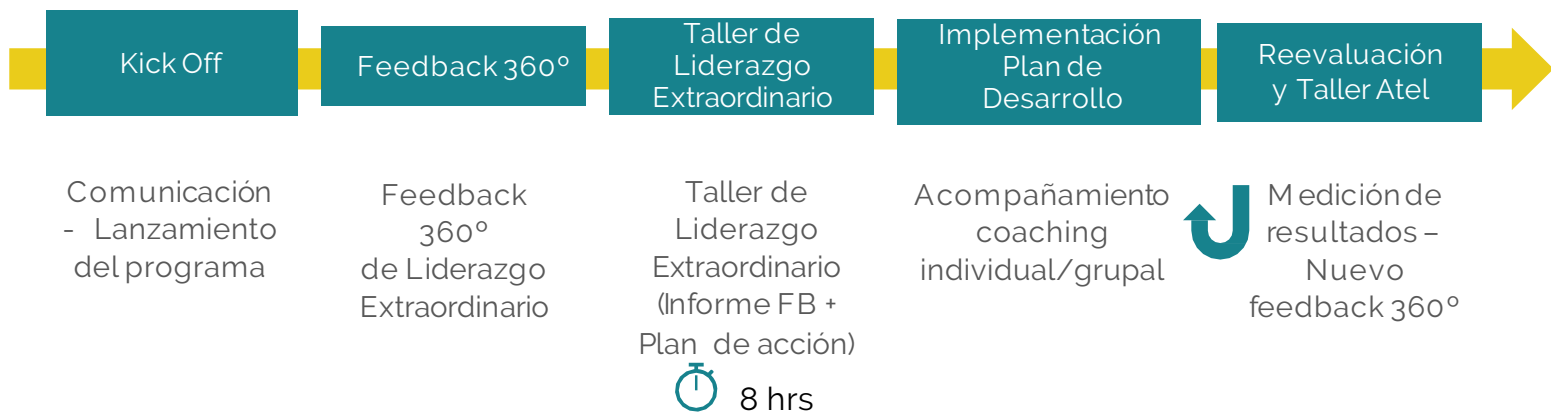 Kick Off
Feedback 360º
Taller de
Liderazgo
Extraordinario
Implementación
Plan de
Desarrollo
Reevaluación
y Taller Atel
Comunicación
- Lanzamiento
del programa
Feedback
360º
de Liderazgo
Extraordinario
Taller de
Liderazgo
Extraordinario
(Informe FB +
Plan de acción)
8 hrs
Acompañamiento
coaching
individual/grupal
Medición de
resultados –
Nuevo
feedback 360º